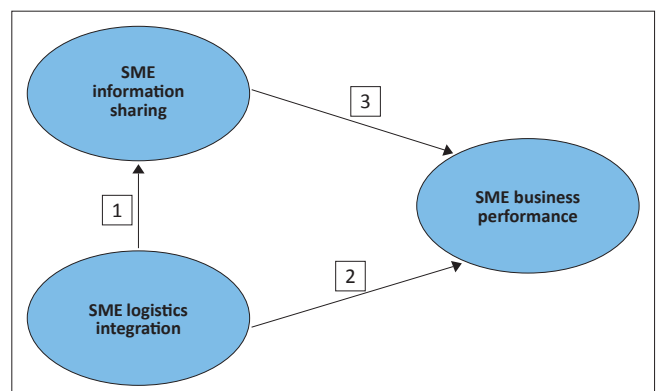 SME
information
sharing
3
SME business
performance
1
2
SME logistics
integration